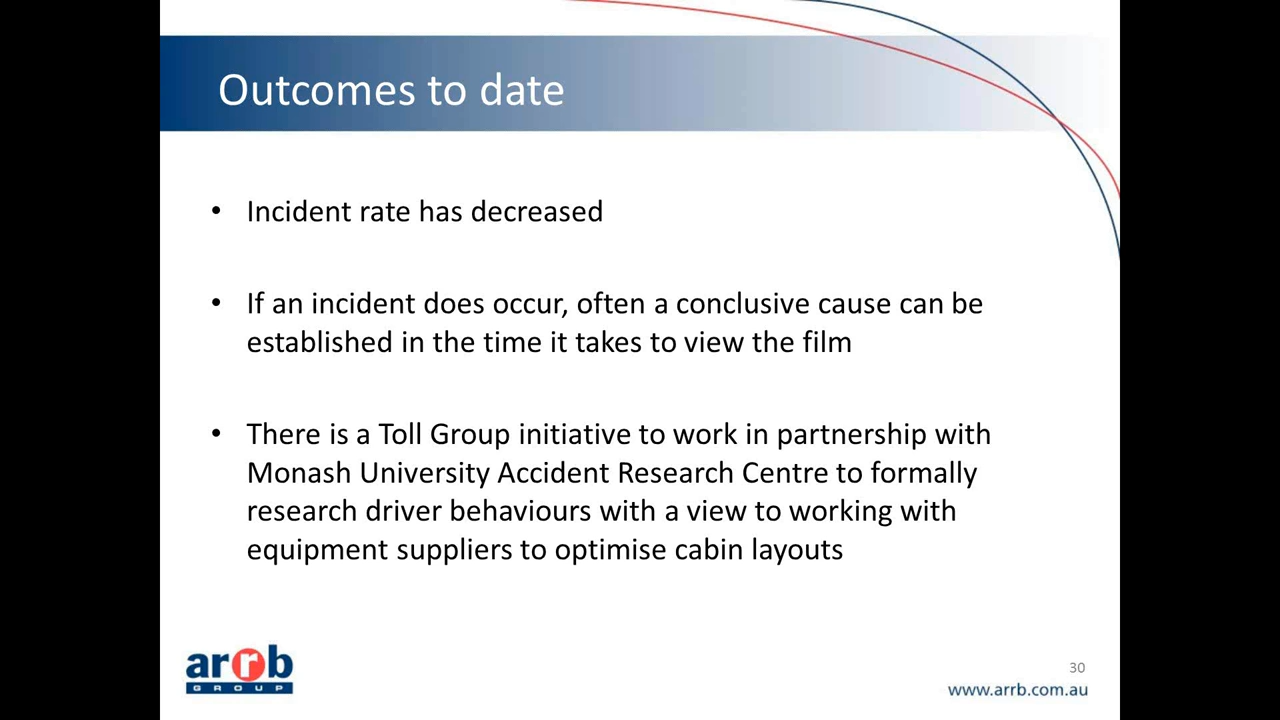 Outcomes to date
• Incident rate has decreased
• If an incident does occur, often a conclusive cause can be
established in the time it takes to view the film
• There is a Toll Group initiative to work in partnership with
Monash University Accident Research Centre to formally
research driver behaviours with a view to working with
equipment suppliers to optimise cabin layouts
arrb
GROUP
30
www.arrb.com.au